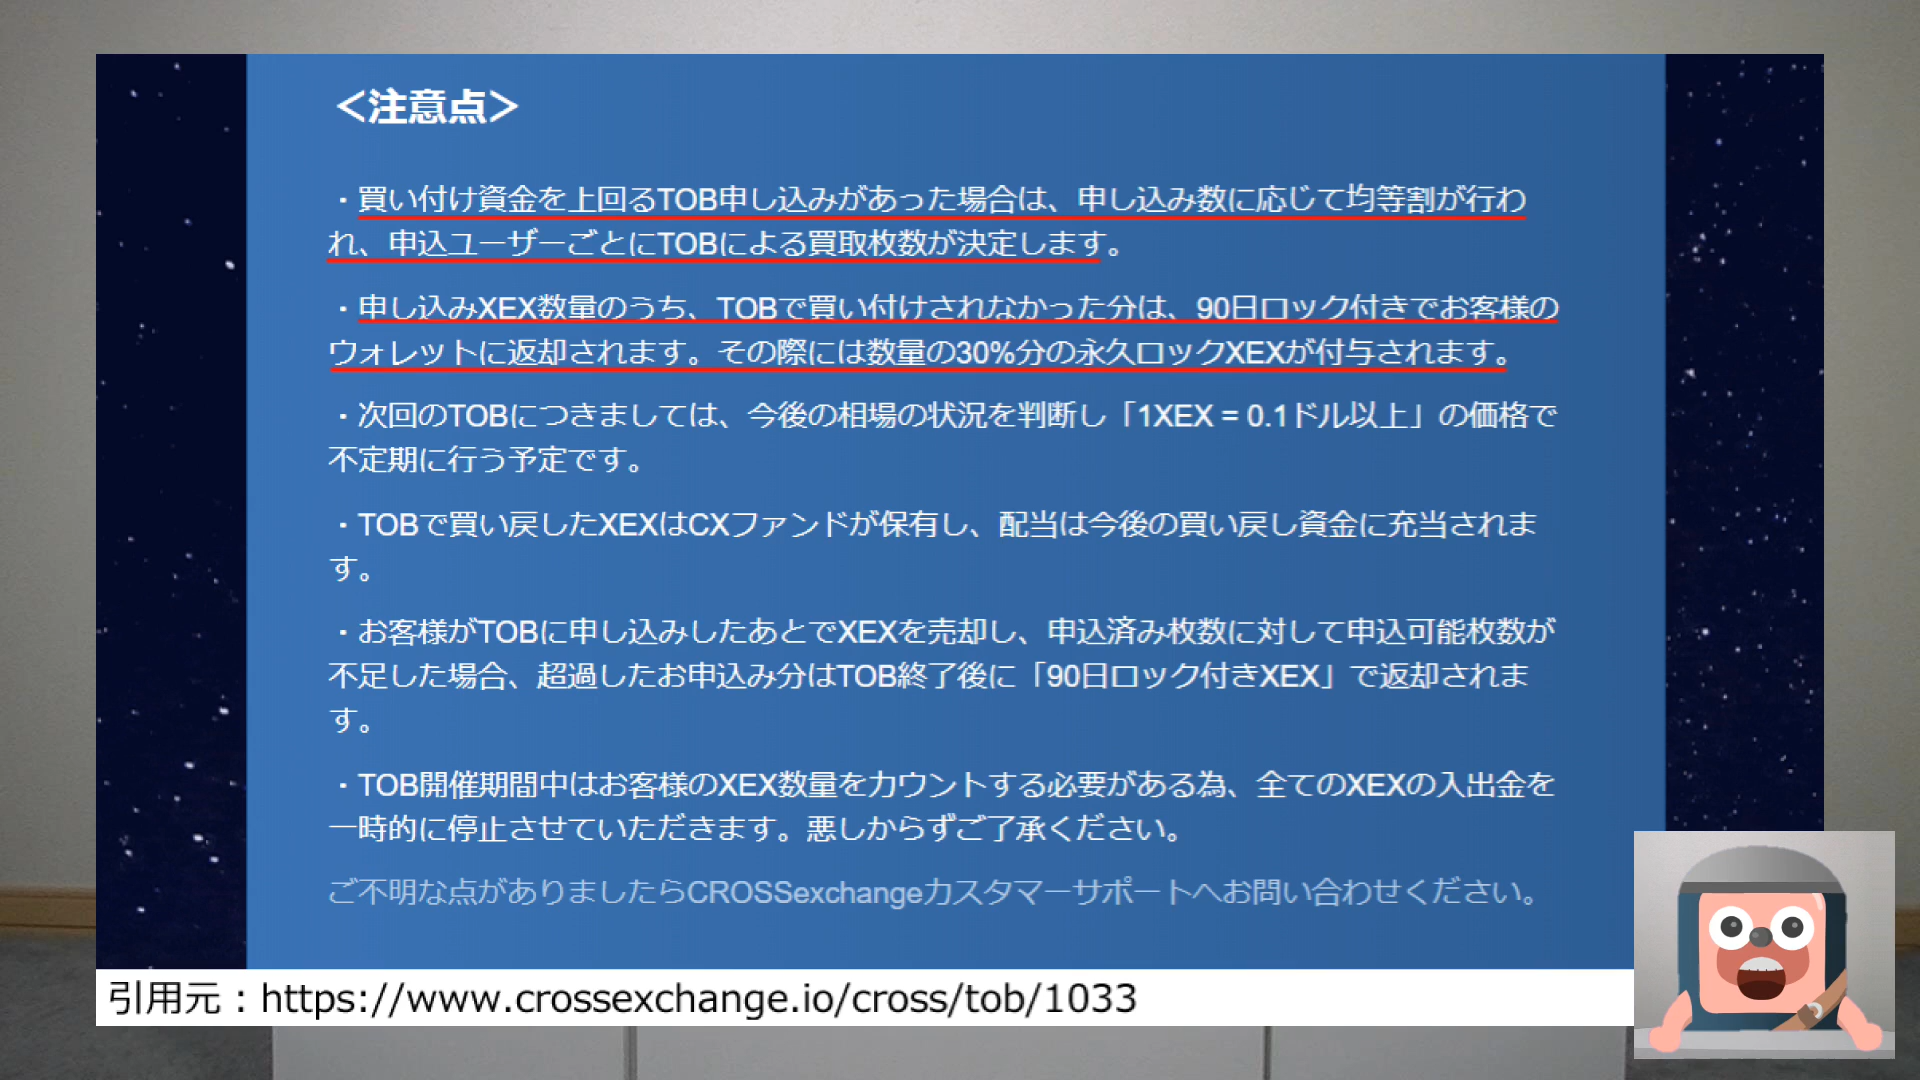 ＜注意点＞
・買い付け資金を上回るTOB申し込みがあった場合は、申し込み数に応じて均等割が行わ
れ、申込ユーザーごとにTOBによる買取枚数が決定します。
・申し込みXEX数量のうち、TOBで買い付けされなかった分は、90日ロック付きでお客様の
ウォレットに返却されます。その際には数量の30%分の永久ロックXEXが付与されます。
・次回のTOBにつきましては、今後の相場の状況を判断し「1XEX = 0.1ドル以上」の価格で
不定期に行う予定です。
・TOBで買い戻したXEXはCXファンドが保有し、配当は今後の買い戻し資金に充当されま
す。
・お客様がTOBに申し込みしたあとでXEXを売却し、申込済み枚数に対して申込可能枚数が
不足した場合、超過したお申込み分はTOB終了後に「90日ロック付きXEX」で返却されま
す。
・TOB開催期間中はお客様のXEX数量をカウントする必要がある為、全てのXEXの入出金を
一時的に停止させていただきます。悪しからずご了承ください。
ご不明な点がありましたらCROSSexchangeカスタマーサポートへお問い合わせください。
引用元：https://www.crossexchange.io/cross/tob/1033